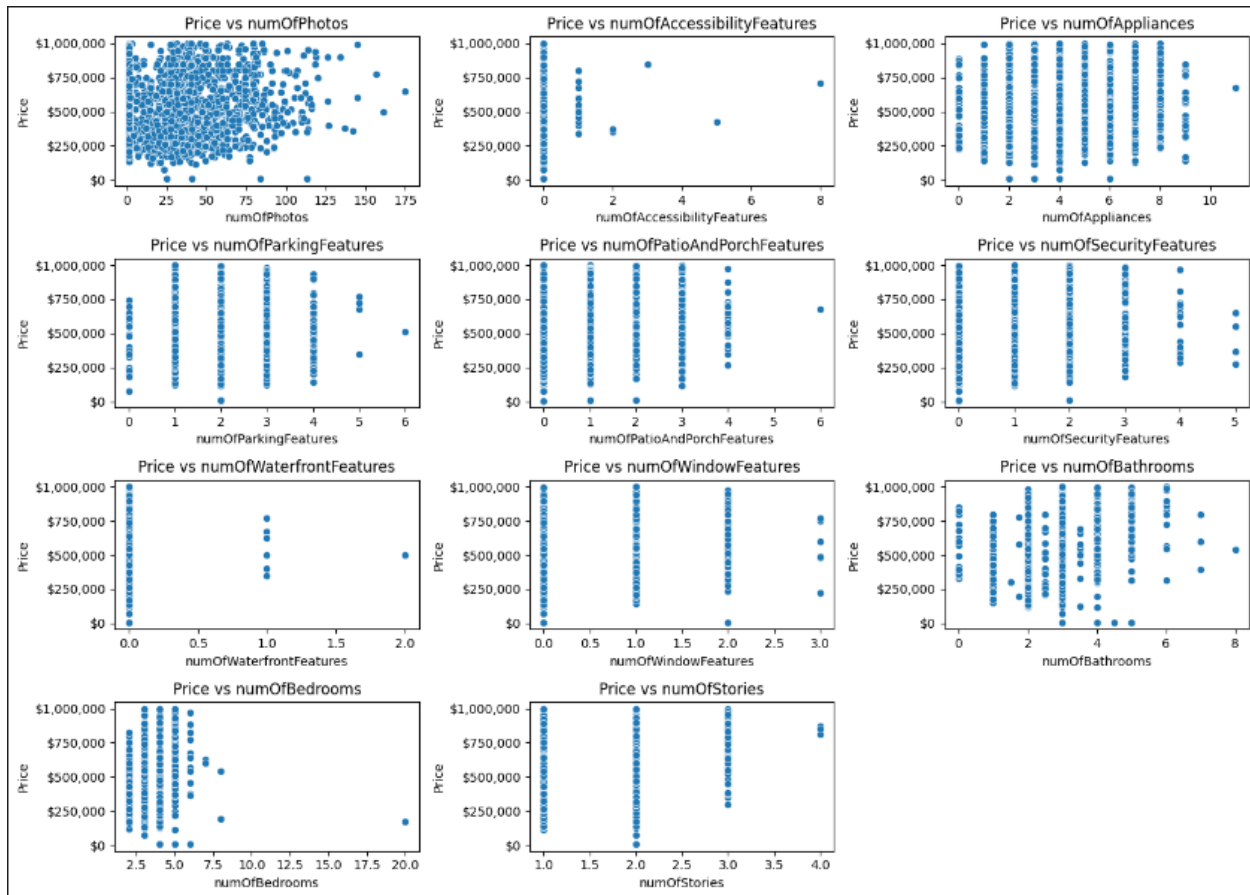 Price vs numOfPhotos
$1,000,000
$750,000
$500,000
$250,000
$0
Price
0 25 50 75 100 125 150 175
numOfPhotos
Price vs numOfAccessibilityFeatures
$1,000,000
$750,000
$500,000
$250,000
$0
Price
0 2 4 6 8
numOfAccessibilityFeatures
Price vs numOfAppliances
$1,000,000
$750,000
$500,000
$250,000
$0
Price
0 2 4 6 8 10
numOfAppliances
Price vs numOfParkingFeatures
$1,000,000
$750,000
$500,000
$250,000
$0
Price
0 1 2 3 4 5 6
numOfParkingFeatures
Price vs numOfPatioAndPorchFeatures
$1,000,000
$750,000
$500,000
$250,000
$0
Price
0 1 2 3 4 5 6
numOfPatioAndPorchFeatures
Price vs numOfSecurityFeatures
$1,000,000
$750,000
$500,000
$250,000
$0
Price
0 1 2 3 4 5
numOfSecurityFeatures
Price vs numOfWaterfrontFeatures
$1,000,000
$750,000
$500,000
$250,000
$0
Price
0.0 0.5 1.0 1.5 2.0
numOfWaterfrontFeatures
Price vs numOfWindowFeatures
$1,000,000
$750,000
$500,000
$250,000
$0
Price
0.0 0.5 1.0 1.5 2.0 2.5 3.0
numOfWindowFeatures
Price vs numOfBathrooms
$1,000,000
$750,000
$500,000
$250,000
$0
Price
0 2 4 6 8
numOfBathrooms
Price vs numOfBedrooms
$1,000,000
$750,000
$500,000
$250,000
$0
Price
2.5 5.0 7.5 10.0 12.5 15.0 17.5 20.0
numOfBedrooms
Price vs numOfStories
$1,000,000
$750,000
$500,000
$250,000
$0
Price
1.0 1.5 2.0 2.5 3.0 3.5 4.0
numOfStories